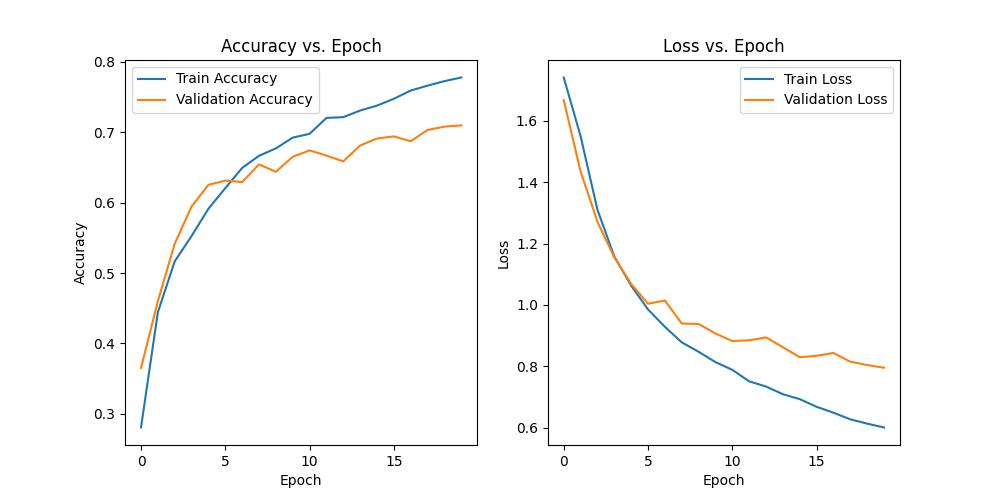 Accuracy vs. Epoch
Train Accuracy
Validation Accuracy
0.8
0.7
0.6
0.5
0.4
0.3
Accuracy
0 5 10 15
Epoch
Loss vs. Epoch
Train Loss
Validation Loss
1.6
1.4
1.2
1.0
0.8
0.6
Loss
0 5 10 15
Epoch